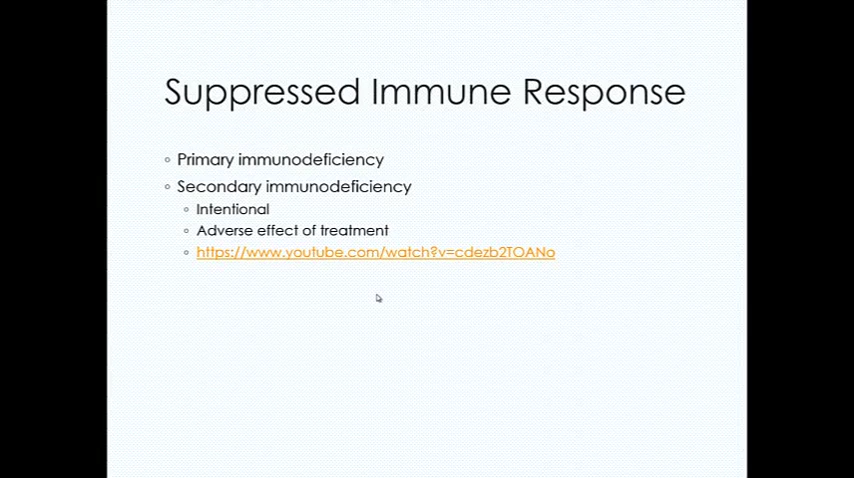 Suppressed Immune Response
Primary immunodeficiency
Secondary immunodeficiency
Intentional
Adverse effect of treatment
https://www.youtube.com/watch?v=cdezb2TOANo